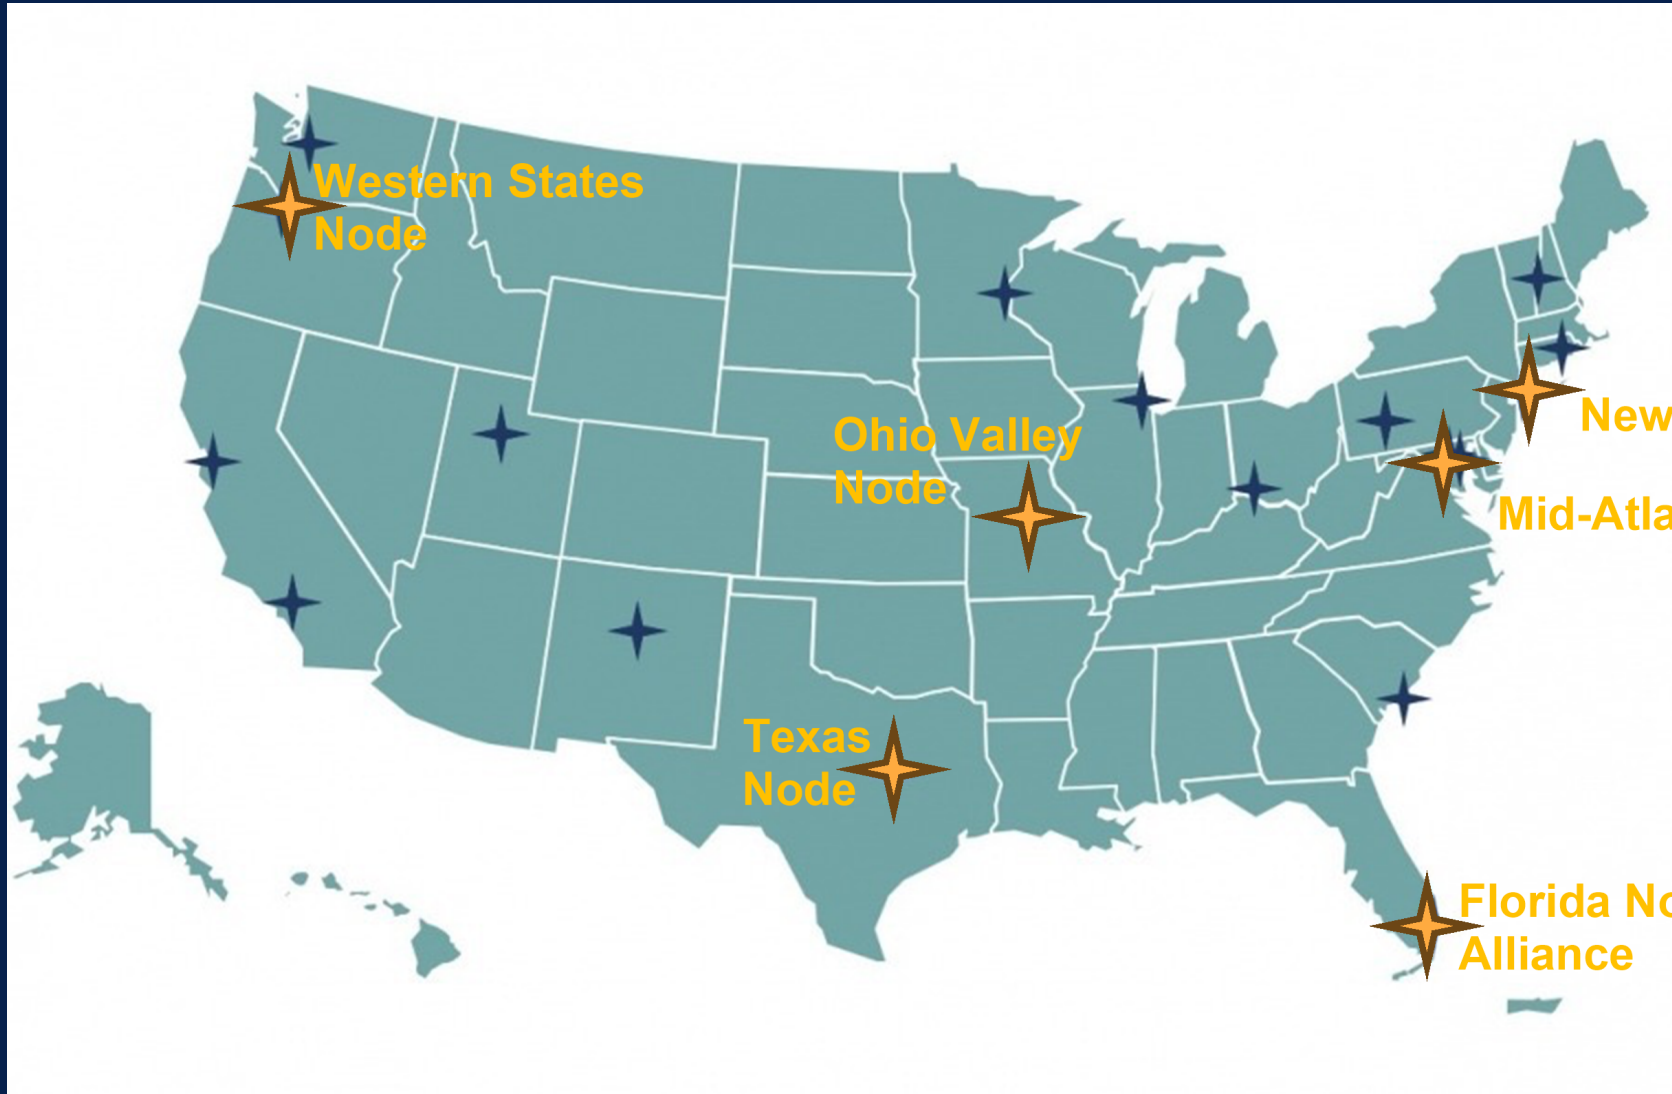 Western States
Node
Ohio Valley
Node
New
Mid-Atla
Texas
Node
Florida No
Alliance